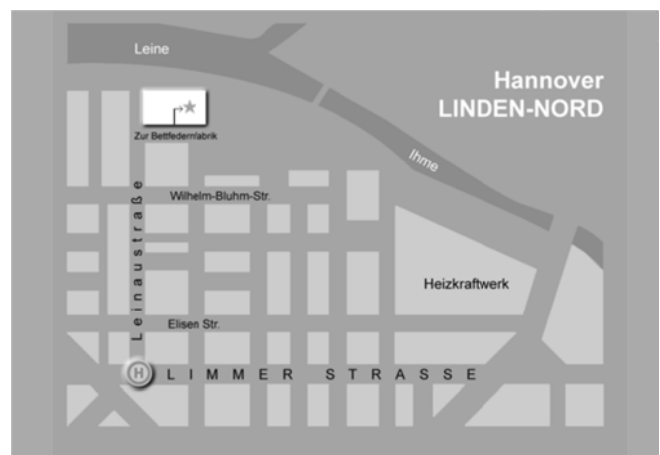 Leine
Hannover
LINDEN-NORD
Zur Bettfedernfabrik
Ihme
Wilhelm-Bluhm-Str.
Leinaustraße
Heizkraftwerk
Elisen Str.
H
LIMMER STRASSE